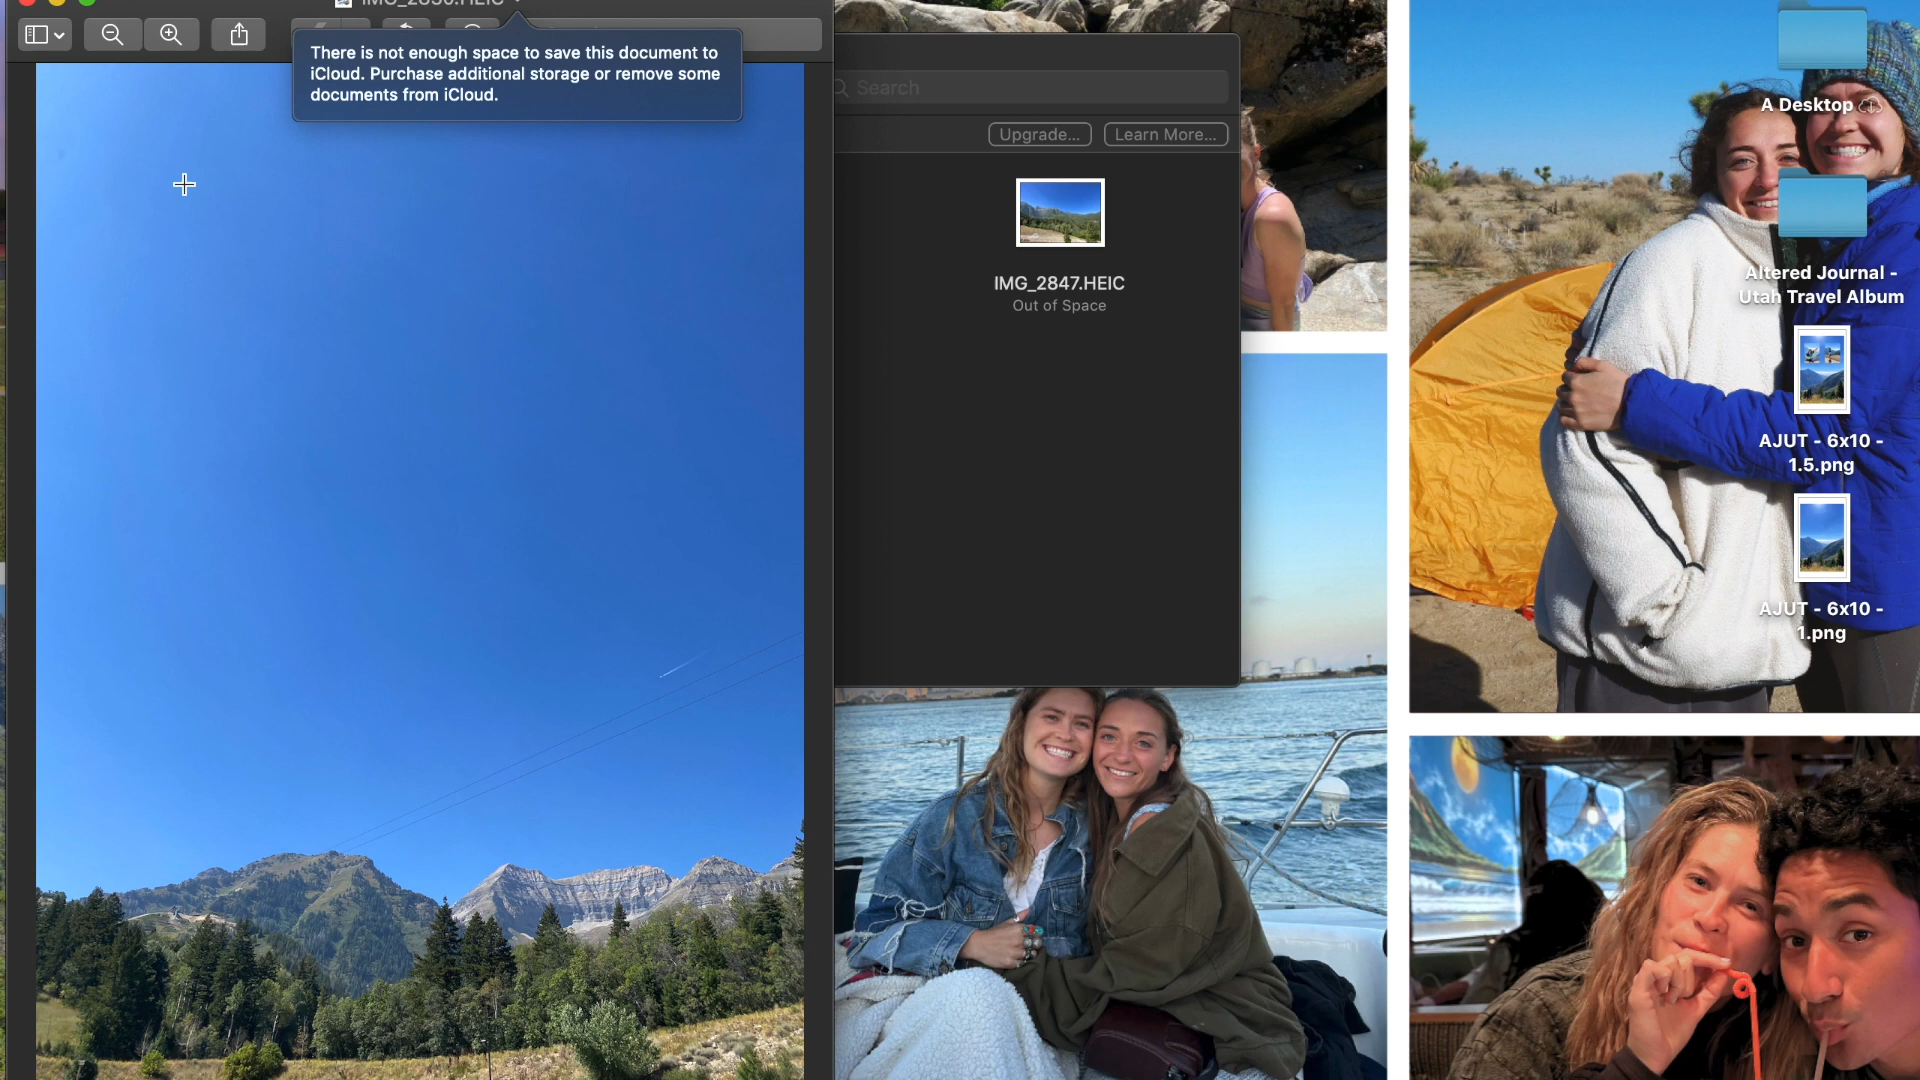 There is not enough space to save this document to
iCloud. Purchase additional storage or remove some
documents from iCloud.
Search
Upgrade...
Learn More...
IMG_2847.HEIC
Out of Space
A Desktop
Altered Journal -
Utah Travel Album
AJUT - 6x10 -
1.5.png
AJUT - 6x10 -
1.png